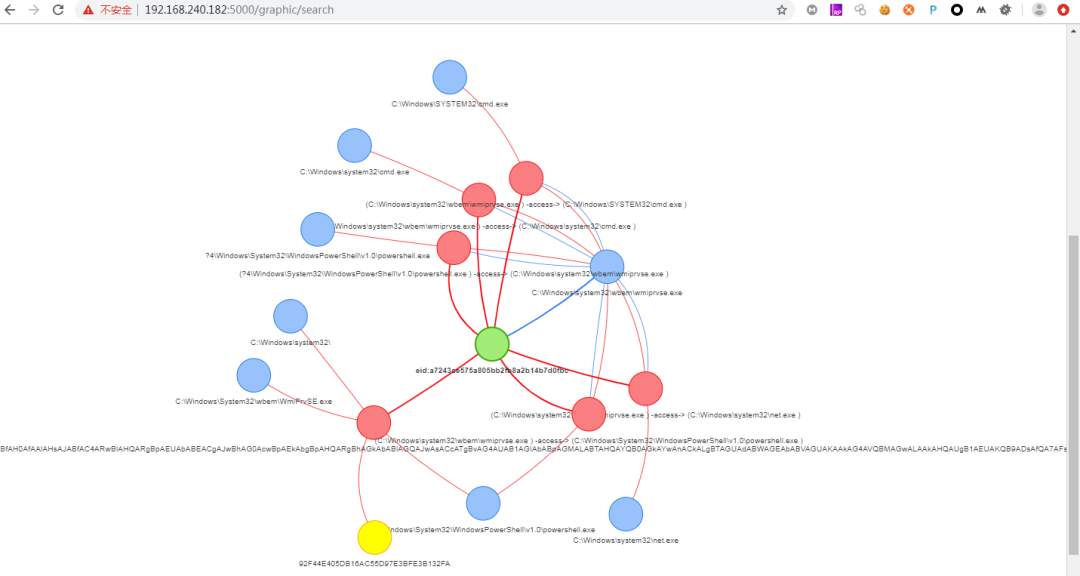 不安全 192.168.240.182:5000/graphic/search
C:\Windows\SYSTEM32\cmd.exe
C:\Windows\system32\cmd.exe
(C:\Windows\system32\wbem\wmiprvse.exe ) -access-> (C:\Windows\SYSTEM32\cmd.exe )
Windows\system32\wbem\wmiprvse.exe ) -access-> (C:\Windows\system32\cmd.exe )
?4\Windows\System32\WindowsPowerShell\v1.0\powershell.exe
(?4\Windows\System32\WindowsPowerShell\v1.0\powershell.exe ) -access-> (C:\Windows\system32\wbem\wmiprvse.exe )
C:\Windows\system32\wbem\wmiprvse.exe
C:\Windows\system32\
C:\Windows\System32\wbem\WmiPrvSE.exe
(C:\Windows\system32 iprvse.exe ) -access-> (C:\Windows\system32\net.exe )
(C:\Windows\system32\wbem\wmiprvse.exe ) -access-> (C:\Windows\System32\WindowsPowerShell\v1.0\powershell.exe )
indows\System32\WindowsPowerShell\v1.0\powershell.exe
C:\Windows\system32\net.exe
92F44E405DB16AC55D97E3BFE3B132FA